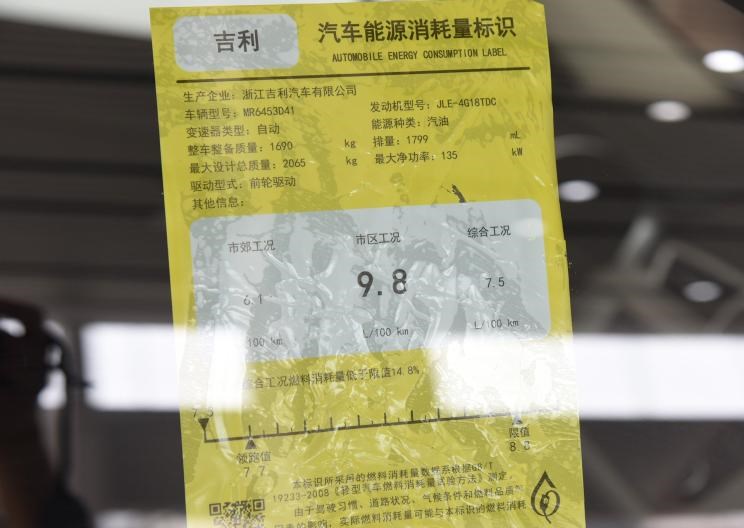 吉利
汽车能源消耗量标识
AUTOMOBILE ENERGY CONSUMPTION LABEL
生产企业：浙江吉利汽车有限公司
车辆型号：MR6453D41
发动机型号：JLE-4G18TDC
变速器类型：自动
能源种类：汽油
整车整备质量：1690 kg
排量：1799 mL
最大设计总质量：2065 kg
最大净功率：135 kW
驱动型式：前轮驱动
其他信息：
市郊工况
市区工况
综合工况
6.1
9.8
7.5
100 km
L/100 km
L/100 km
综合工况燃料消耗量低于限值14.8%
领跑值
7.7
限值
8.8
本标识所采用的燃料消耗量数据系根据GB/T
19233-2008《轻型汽车燃料消耗量试验方法》测定
由于驾驶习惯、道路状况、气候条件和燃料品质等
的影响，实际燃料消耗量可能与本标识的燃料消耗